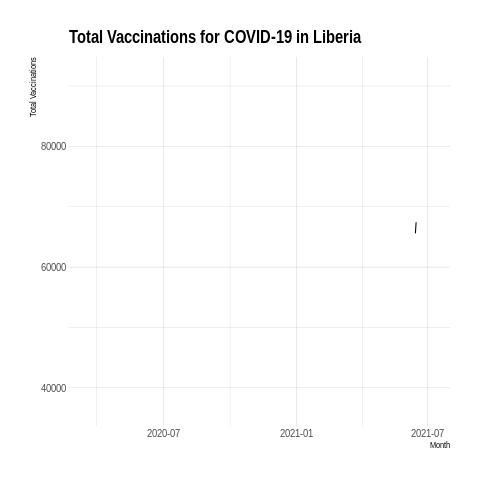 Total Vaccinations for COVID-19 in Liberia
Total Vaccinations
80000
60000
40000
2020-07
2021-01
2021-07
Month